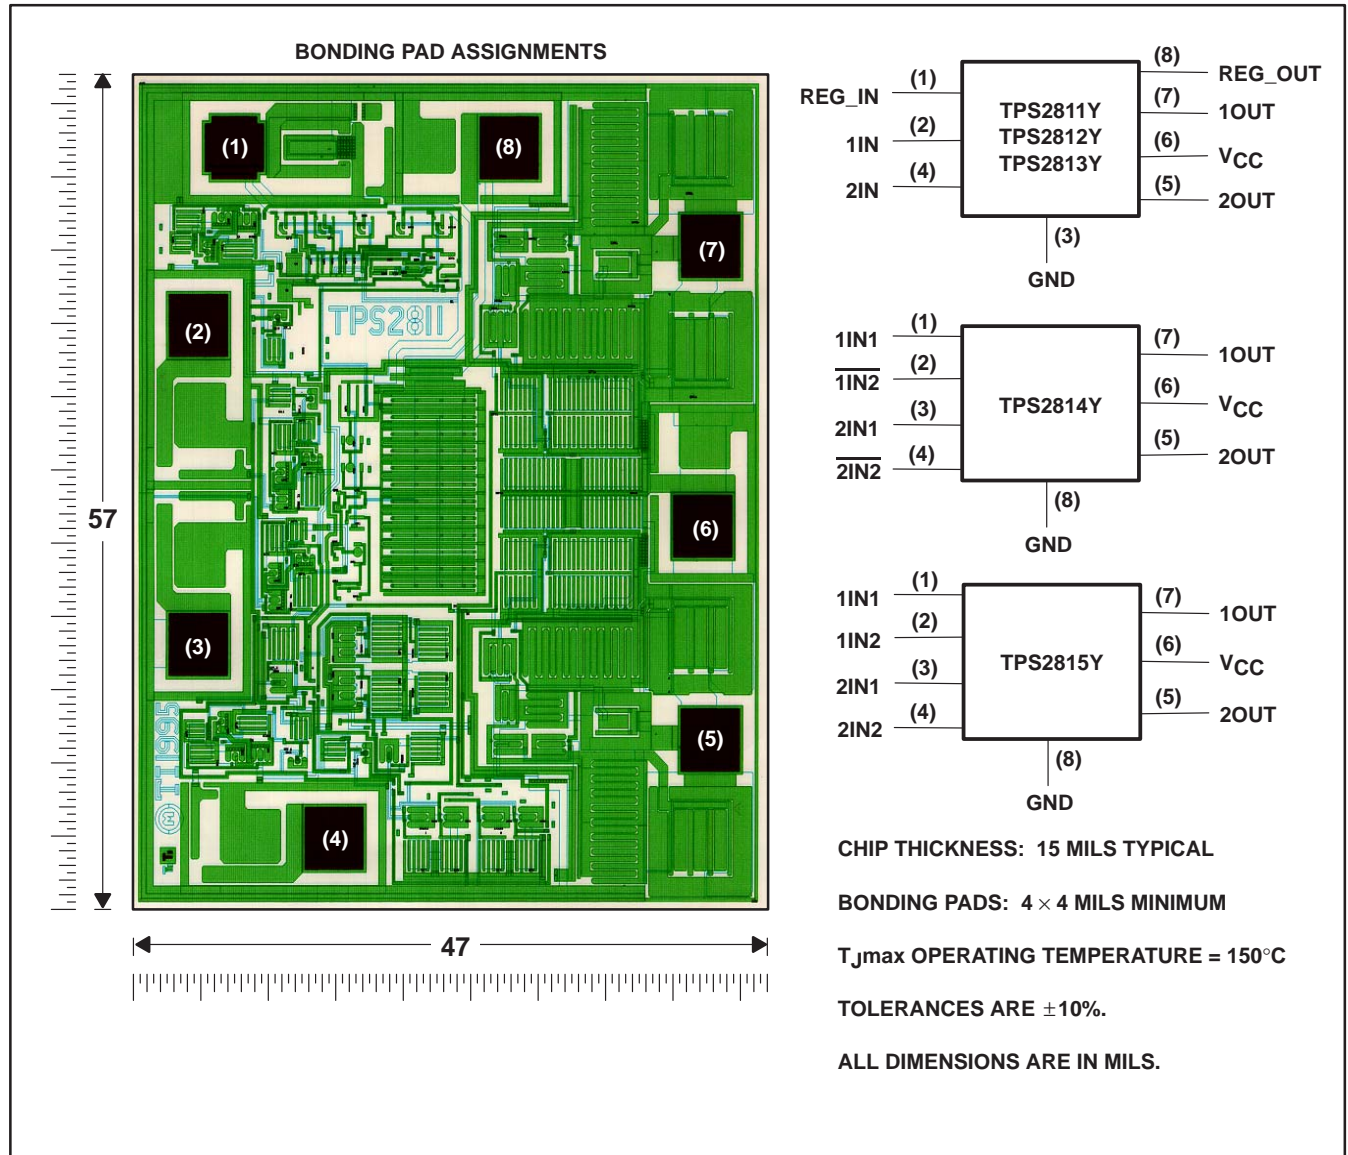 BONDING PAD ASSIGNMENTS
(1)
(8)
(7)
(2)
TPS2811
(6)
(3)
(5)
TI 1995
M
(4)
57
47
(1)
REG_IN
(2)
1IN
(4)
2IN
TPS2811Y
TPS2812Y
TPS2813Y
(8)
REG_OUT
(7)
1OUT
(6)
VCC
(5)
2OUT
(3)
GND
(1)
1IN1
(2)
1IN2
(3)
2IN1
(4)
2IN2
TPS2814Y
(7)
1OUT
(6)
VCC
(5)
2OUT
(8)
GND
(1)
1IN1
(2)
1IN2
(3)
2IN1
(4)
2IN2
TPS2815Y
(7)
1OUT
(6)
VCC
(5)
2OUT
(8)
GND
CHIP THICKNESS: 15 MILS TYPICAL
BONDING PADS: 4 × 4 MILS MINIMUM
TJmax OPERATING TEMPERATURE = 150°C
TOLERANCES ARE ±10%.
ALL DIMENSIONS ARE IN MILS.